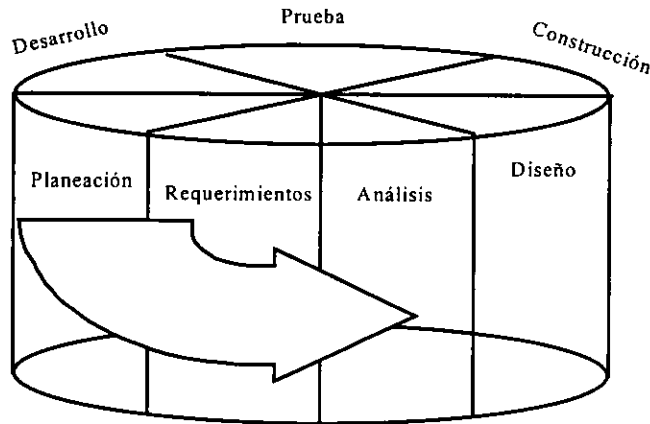 Prueba
Desarrollo
Construcción
Planeación
Requerimientos
Análisis
Diseño